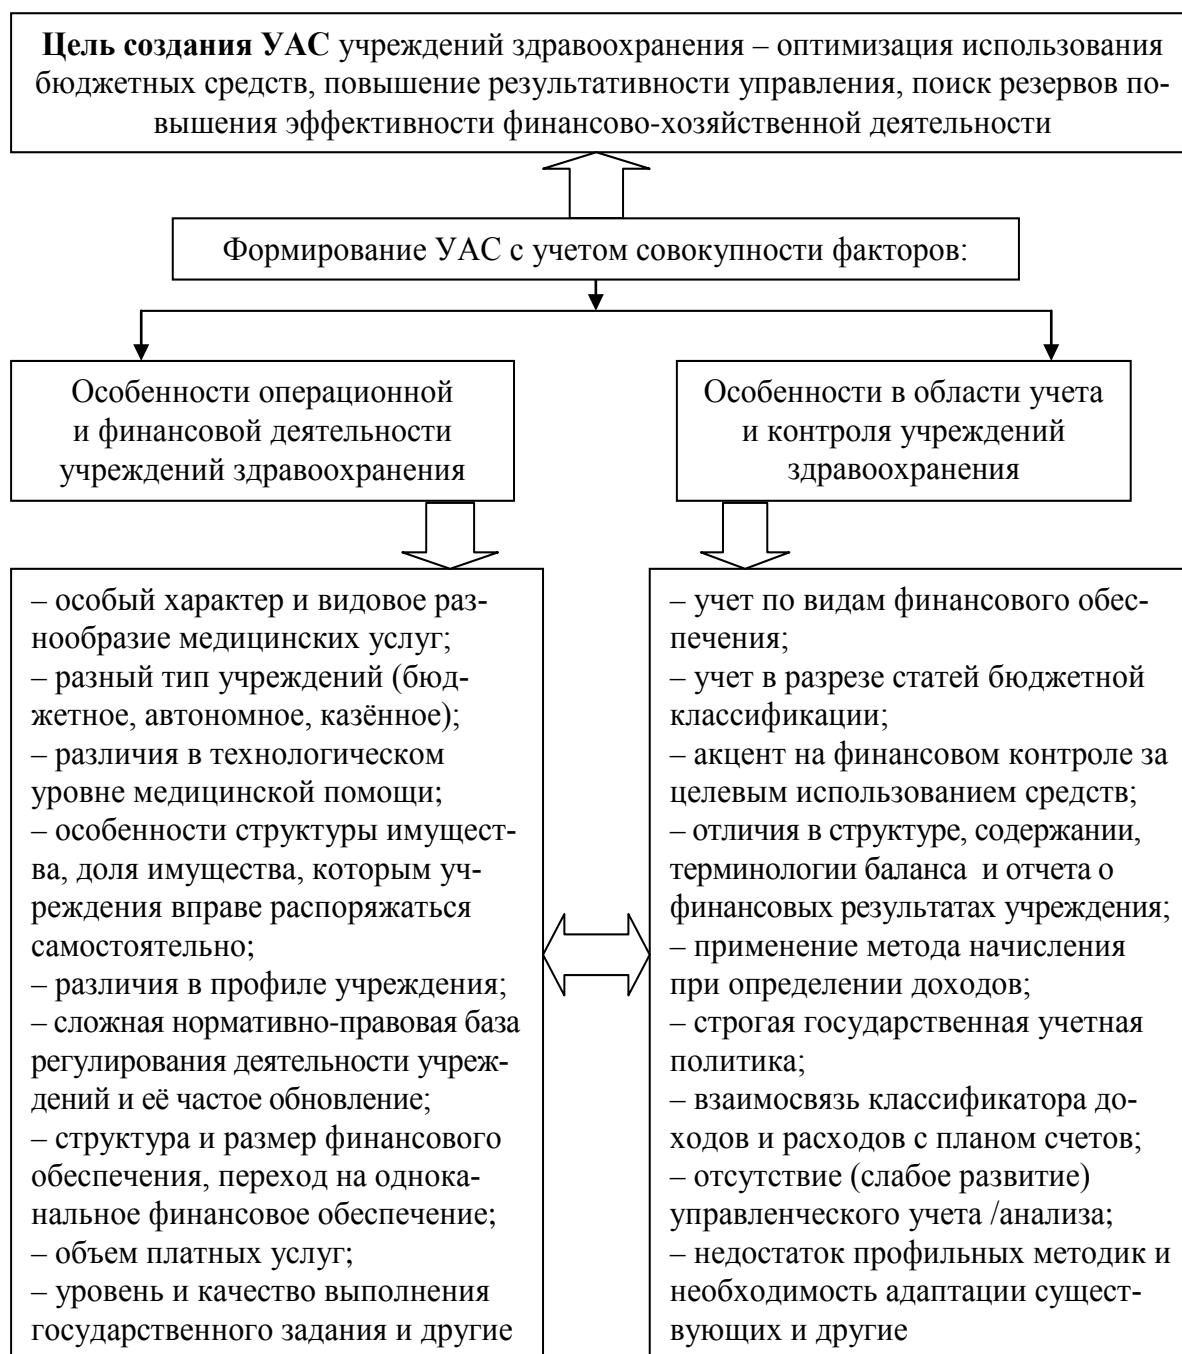 Цель создания УАС учреждений здравоохранения – оптимизация использования
бюджетных средств, повышение результативности управления, поиск резервов по-
вышения эффективности финансово-хозяйственной деятельности
Формирование УАС с учетом совокупности факторов:
Особенности операционной
и финансовой деятельности
учреждений здравоохранения
Особенности в области учета
и контроля учреждений
здравоохранения
– особый характер и видовое раз-
нообразие медицинских услуг;
– разный тип учреждений (бюд-
жетное, автономное, казённое);
– различия в технологическом
уровне медицинской помощи;
– особенности структуры имущест-
ва, доля имущества, которым уч-
реждения вправе распоряжаться
самостоятельно;
– различия в профиле учреждения;
– сложная нормативно-правовая база
регулирования деятельности учреж-
дений и её частое обновление;
– структура и размер финансового
обеспечения, переход на однока-
нальное финансовое обеспечение;
– объем платных услуг;
– уровень и качество выполнения
государственного задания и другие
– учет по видам финансового обес-
печения;
– учет в разрезе статей бюджетной
классификации;
– акцент на финансовом контроле за
целевым использованием средств;
– отличия в структуре, содержании,
терминологии баланса и отчета о
финансовых результатах учреждения;
– применение метода начисления
при определении доходов;
– строгая государственная учетная
политика;
– взаимосвязь классификатора до-
ходов и расходов с планом счетов;
– отсутствие (слабое развитие)
управленческого учета /анализа;
– недостаток профильных методик и
необходимость адаптации сущест-
вующих и другие